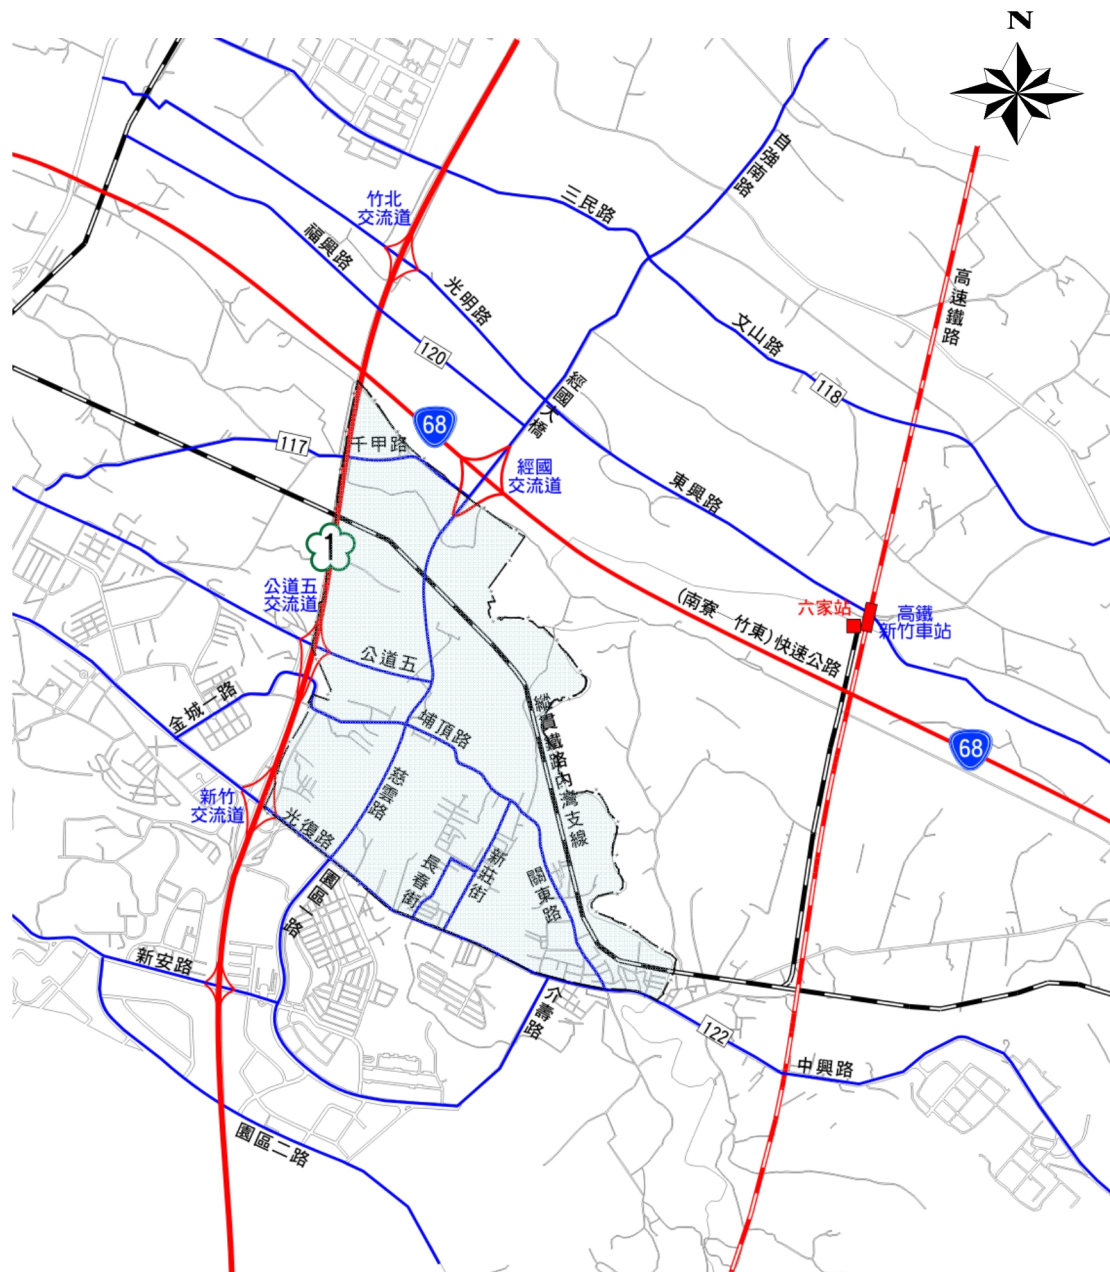 N
自強南路
竹北
交流道
三民路
福興路
光明路
高速鐵路
文山路
120
118
經國大橋
68
117
千甲路
經國
交流道
東興路
1
公道五
交流道
(南寮—竹東)快速公路
六家站
高鐵
新竹車站
公道五
金城一路
縱貫鐵路內灣支線
埔頂路
68
慈雲路
新竹
交流道
光復路
長春街
新莊街
關東路
園區一路
新安路
介壽路
122
中興路
園區二路